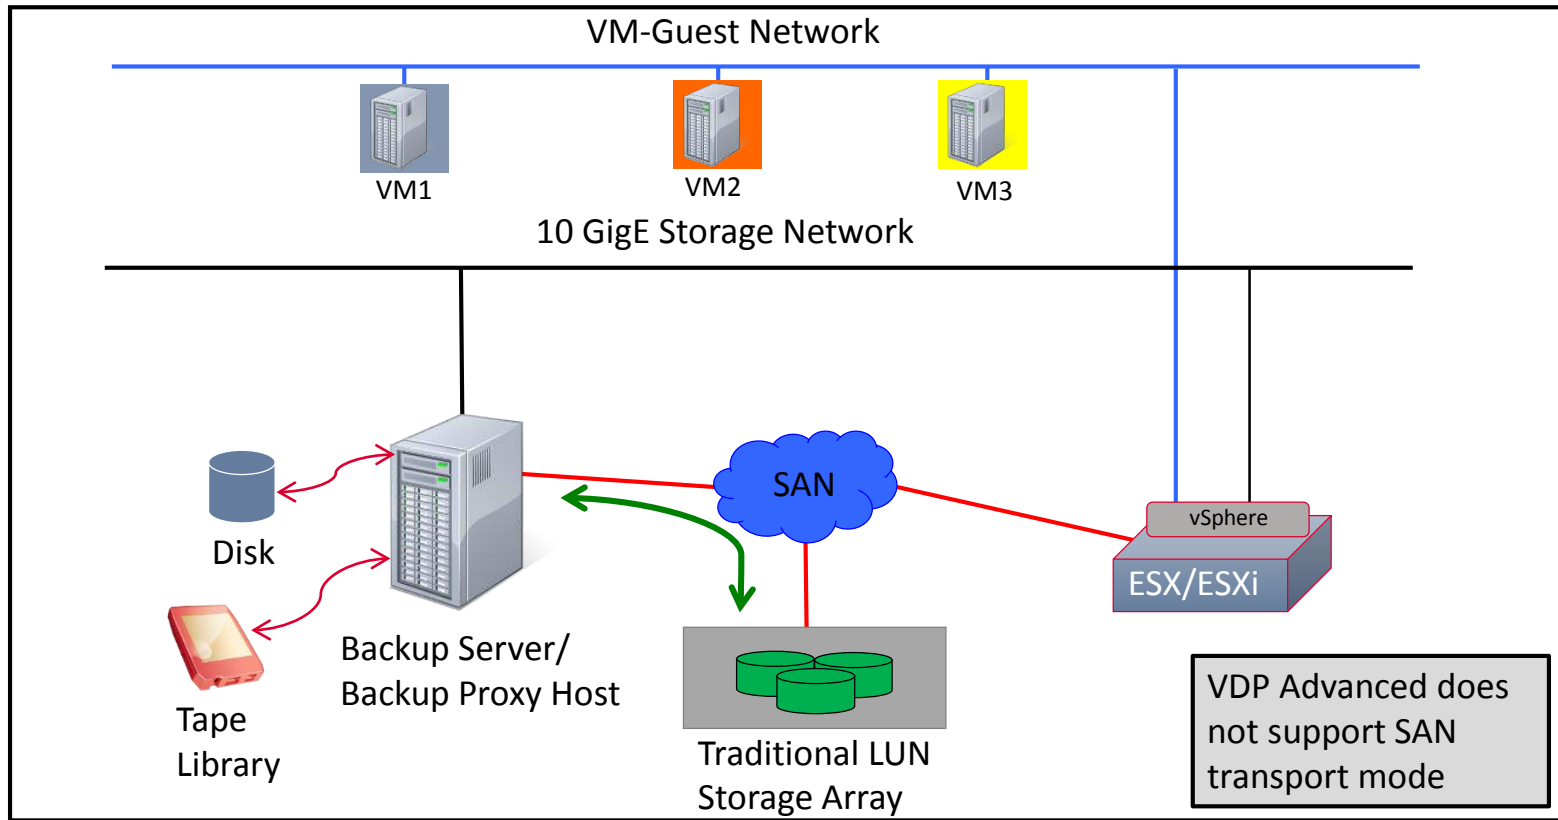 VM-Guest Network
VM1
VM2
VM3
10 GigE Storage Network
SAN
vSphere
ESX/ESXi
Disk
Backup Server/
Backup Proxy Host
Tape
Library
Traditional LUN
Storage Array
VDP Advanced does
not support SAN
transport mode